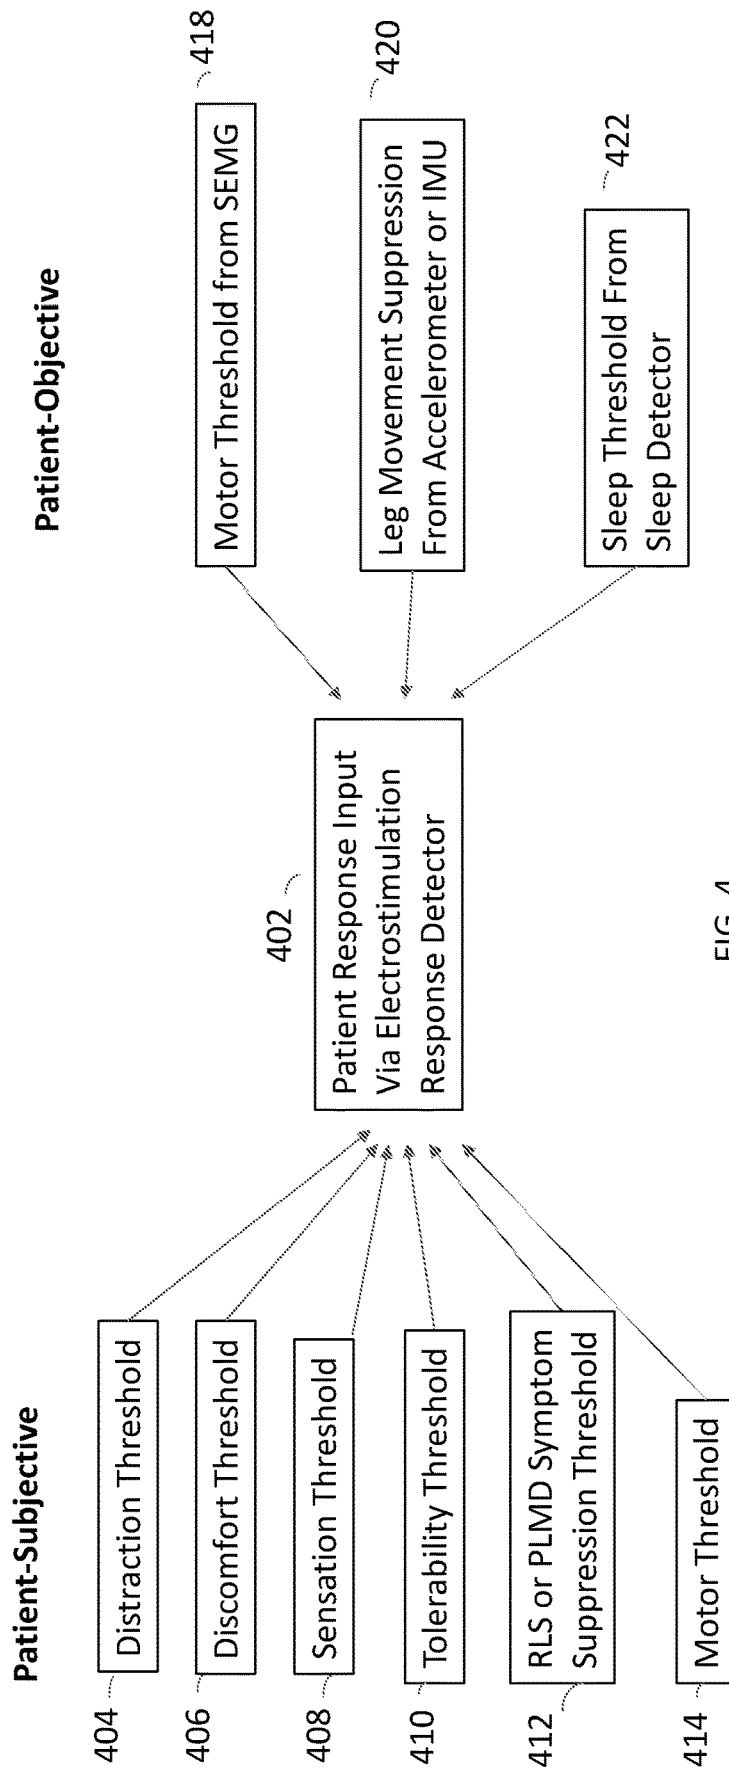 Patient-Subjective
404
Distraction Threshold
406
Discomfort Threshold
408
Sensation Threshold
410
Tolerability Threshold
412
RLS or PLMD Symptom
Suppression Threshold
414
Motor Threshold
402
Patient Response Input
Via Electrostimulation
Response Detector
Patient-Objective
418
Motor Threshold from SEMG
420
Leg Movement Suppression
From Accelerometer or IMU
422
Sleep Threshold From
Sleep Detector
FIG. 4